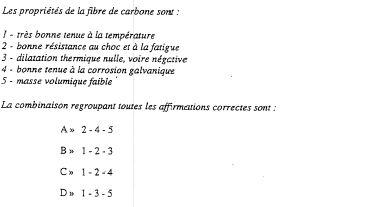 Les propriétés de la fibre de carbone sont :
1 - très bonne tenue à la température
2 - bonne résistance au choc et à la fatigue
3 - dilatation thermique nulle, voire négative
4 - bonne tenue à la corrosion galvanique
5 - masse volumique faible
La combinaison regroupant toutes les affirmations correctes sont :
A» 2 - 4 - 5
B» 1 - 2 - 3
C» 1 - 2 - 4
D» 1 - 3 - 5